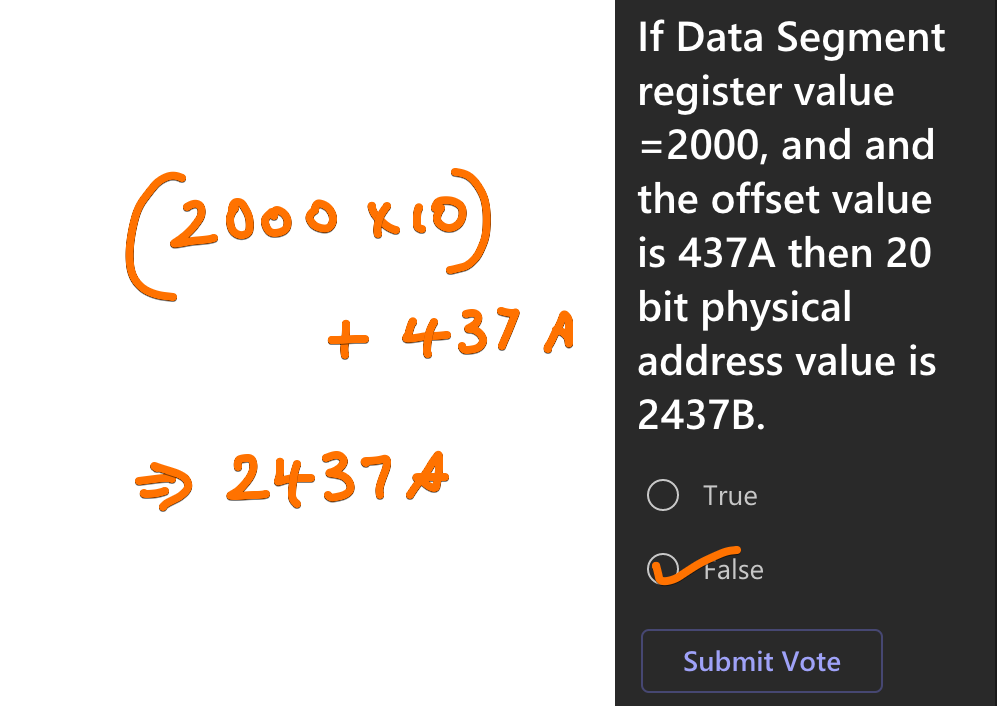 (2000 x10)
+ 437 A
⇒ 2437A
If Data Segment
register value
=2000, and and
the offset value
is 437A then 20
bit physical
address value is
2437B.
True
False
Submit Vote